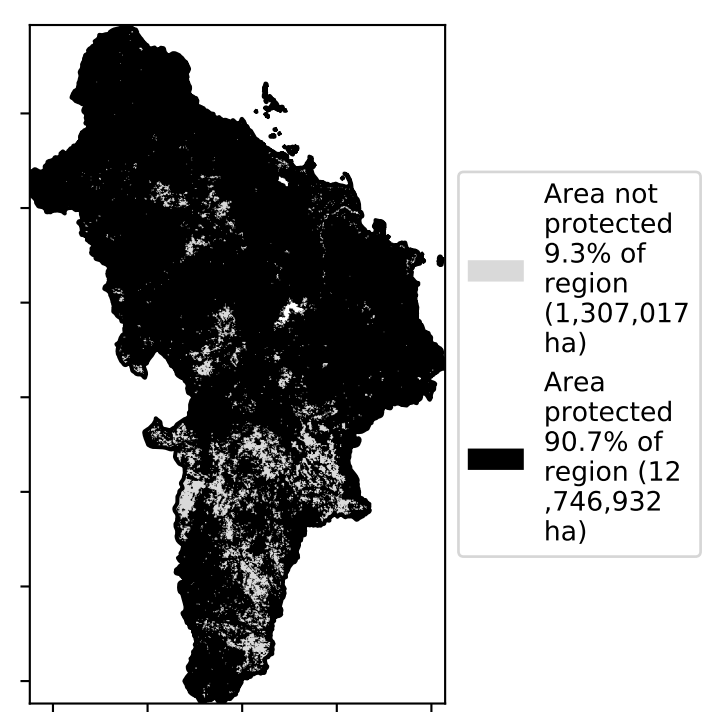 Area not
protected
9.3% of
region
(1,307,017
ha)
Area
protected
90.7% of
region (12
,746,932
ha)